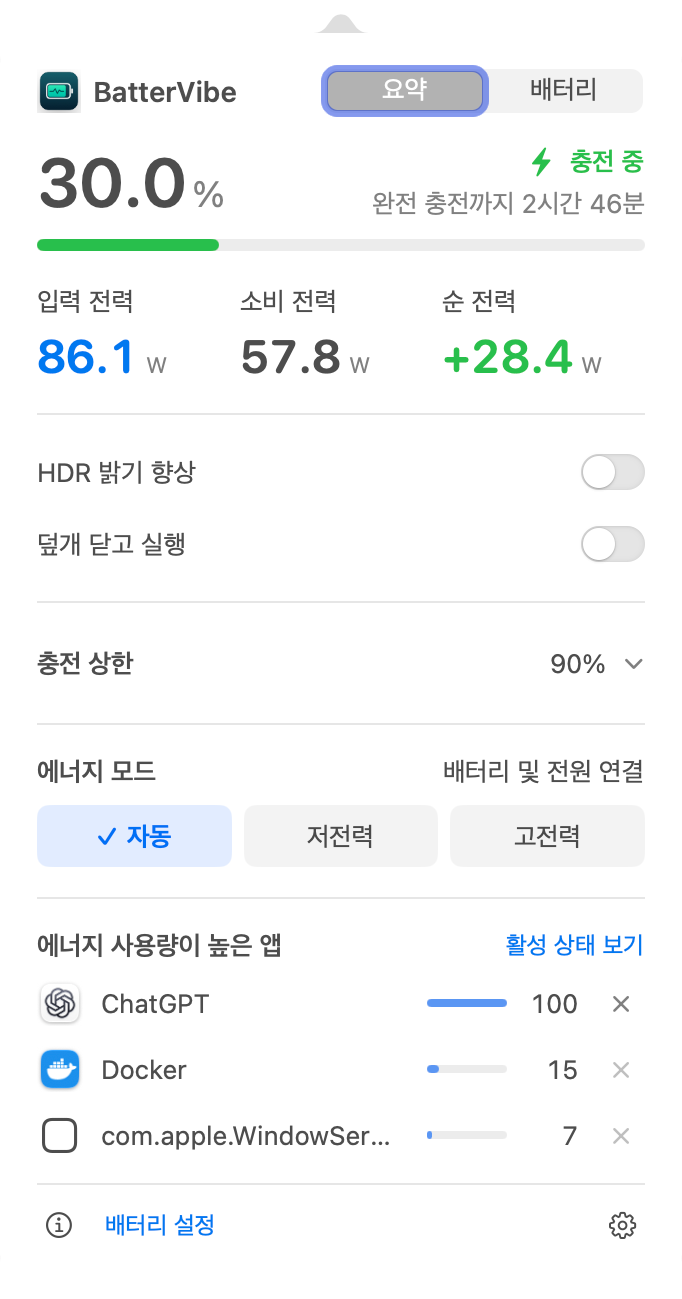 BatterVibe 요약 배터리
30.0 % 충전 중
완전 충전까지 2시간 46분
입력 전력 소비 전력 순 전력
86.1 W 57.8 W +28.4 W
HDR 밝기 향상
덮개 닫고 실행
충전 상한 90%
에너지 모드 배터리 및 전원 연결
자동 저전력 고전력
에너지 사용량이 높은 앱 활성 상태 보기
ChatGPT 100
Docker 15
com.apple.WindowSer... 7
배터리 설정